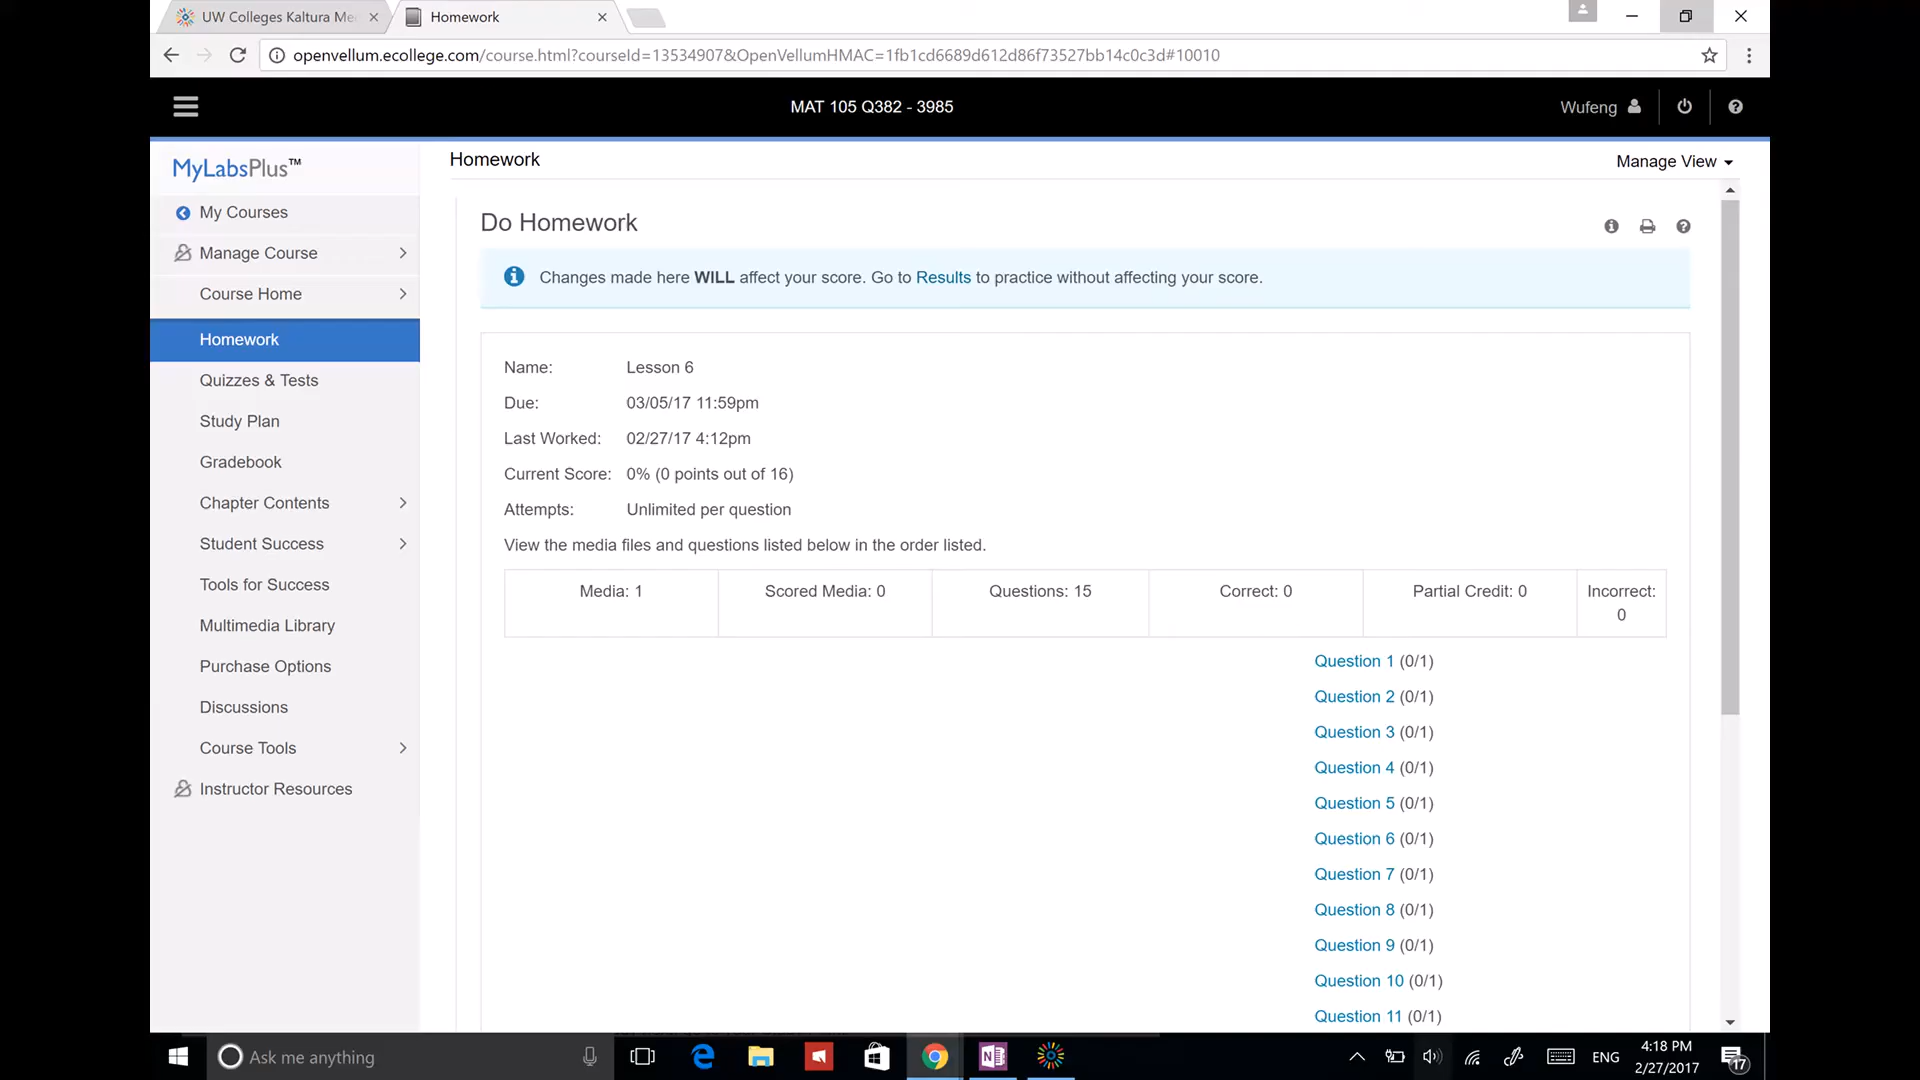 UW Colleges Kaltura Me
Homework
openvellum.ecollege.com/course.html?courseId=13534907&OpenVellumHMAC=1fb1cd6689d612d86f73527bb14c0c3d#10010
MAT 105 Q382 - 3985
Wufeng
MyLabsPlus™
My Courses
Manage Course
Course Home
Homework
Quizzes & Tests
Study Plan
Gradebook
Chapter Contents
Student Success
Tools for Success
Multimedia Library
Purchase Options
Discussions
Course Tools
Instructor Resources
Homework
Manage View
Do Homework
Changes made here WILL affect your score. Go to Results to practice without affecting your score.
Name: Lesson 6
Due: 03/05/17 11:59pm
Last Worked: 02/27/17 4:12pm
Current Score: 0% (0 points out of 16)
Attempts: Unlimited per question
View the media files and questions listed below in the order listed.
Media: 1 Scored Media: 0 Questions: 15 Correct: 0 Partial Credit: 0 Incorrect: 0
Question 1 (0/1)
Question 2 (0/1)
Question 3 (0/1)
Question 4 (0/1)
Question 5 (0/1)
Question 6 (0/1)
Question 7 (0/1)
Question 8 (0/1)
Question 9 (0/1)
Question 10 (0/1)
Question 11 (0/1)
Ask me anything
ENG
4:18 PM
2/27/2017
17